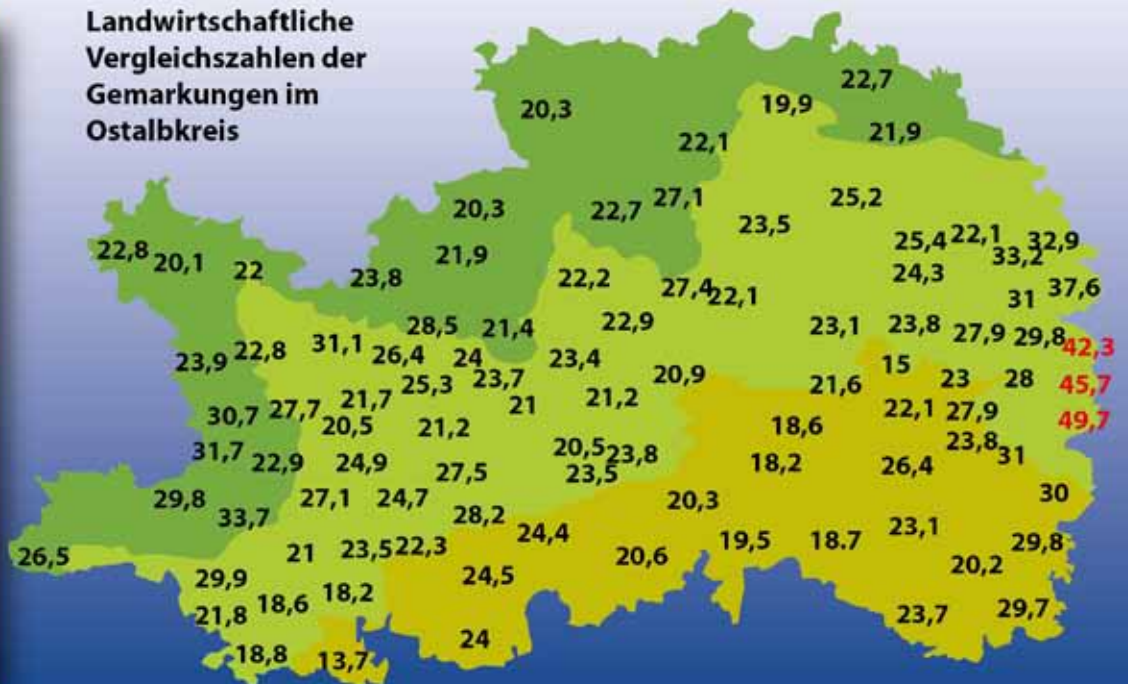 Landwirtschaftliche
Vergleichszahlen der
Gemarkungen im
Ostalbkreis
22,7
20,3 19,9
22,1 21,9
20,3 22,7 27,1 25,2
23,5
22,8 20,1 22 23,8 21,9 25,4 22,1 32,9
33,2
22,2 27,4 22,1 24,3 31 37,6
28,5 21,4 22,9 23,1 23,8 27,9 29,8
42,3
23,9 22,8 31,1 26,4 24 23,4
25,3 23,7 20,9 21,6 15 23 28 45,7
30,7 27,7 21,7 21 21,2 22,1 27,9 49,7
20,5 21,2 18,6
31,7 22,9 24,9 20,5 23,8 23,8 31
27,5 23,5 18,2 26,4
29,8 27,1 24,7 20,3 30
33,7 28,2
24,4 23,1
26,5 21 23,5 22,3 20,6 19,5 18.7 29,8
29,9 24,5 20,2
21,8 18,6 18,2 23,7 29,7
18,8 13,7 24